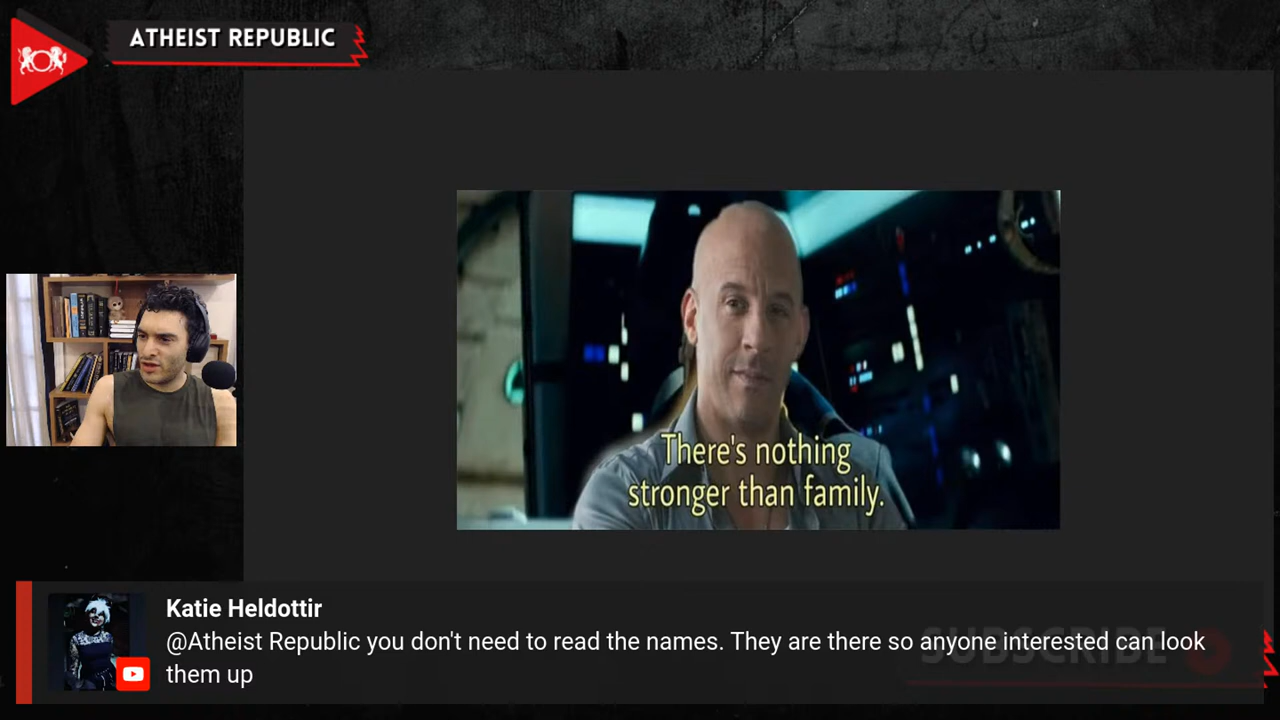 ATHEIST REPUBLIC
There's nothing
stronger than family.
Katie Heldottir
@Atheist Republic you don't need to read the names. They are there so anyone interested can look
them up
SUBSCRIBE